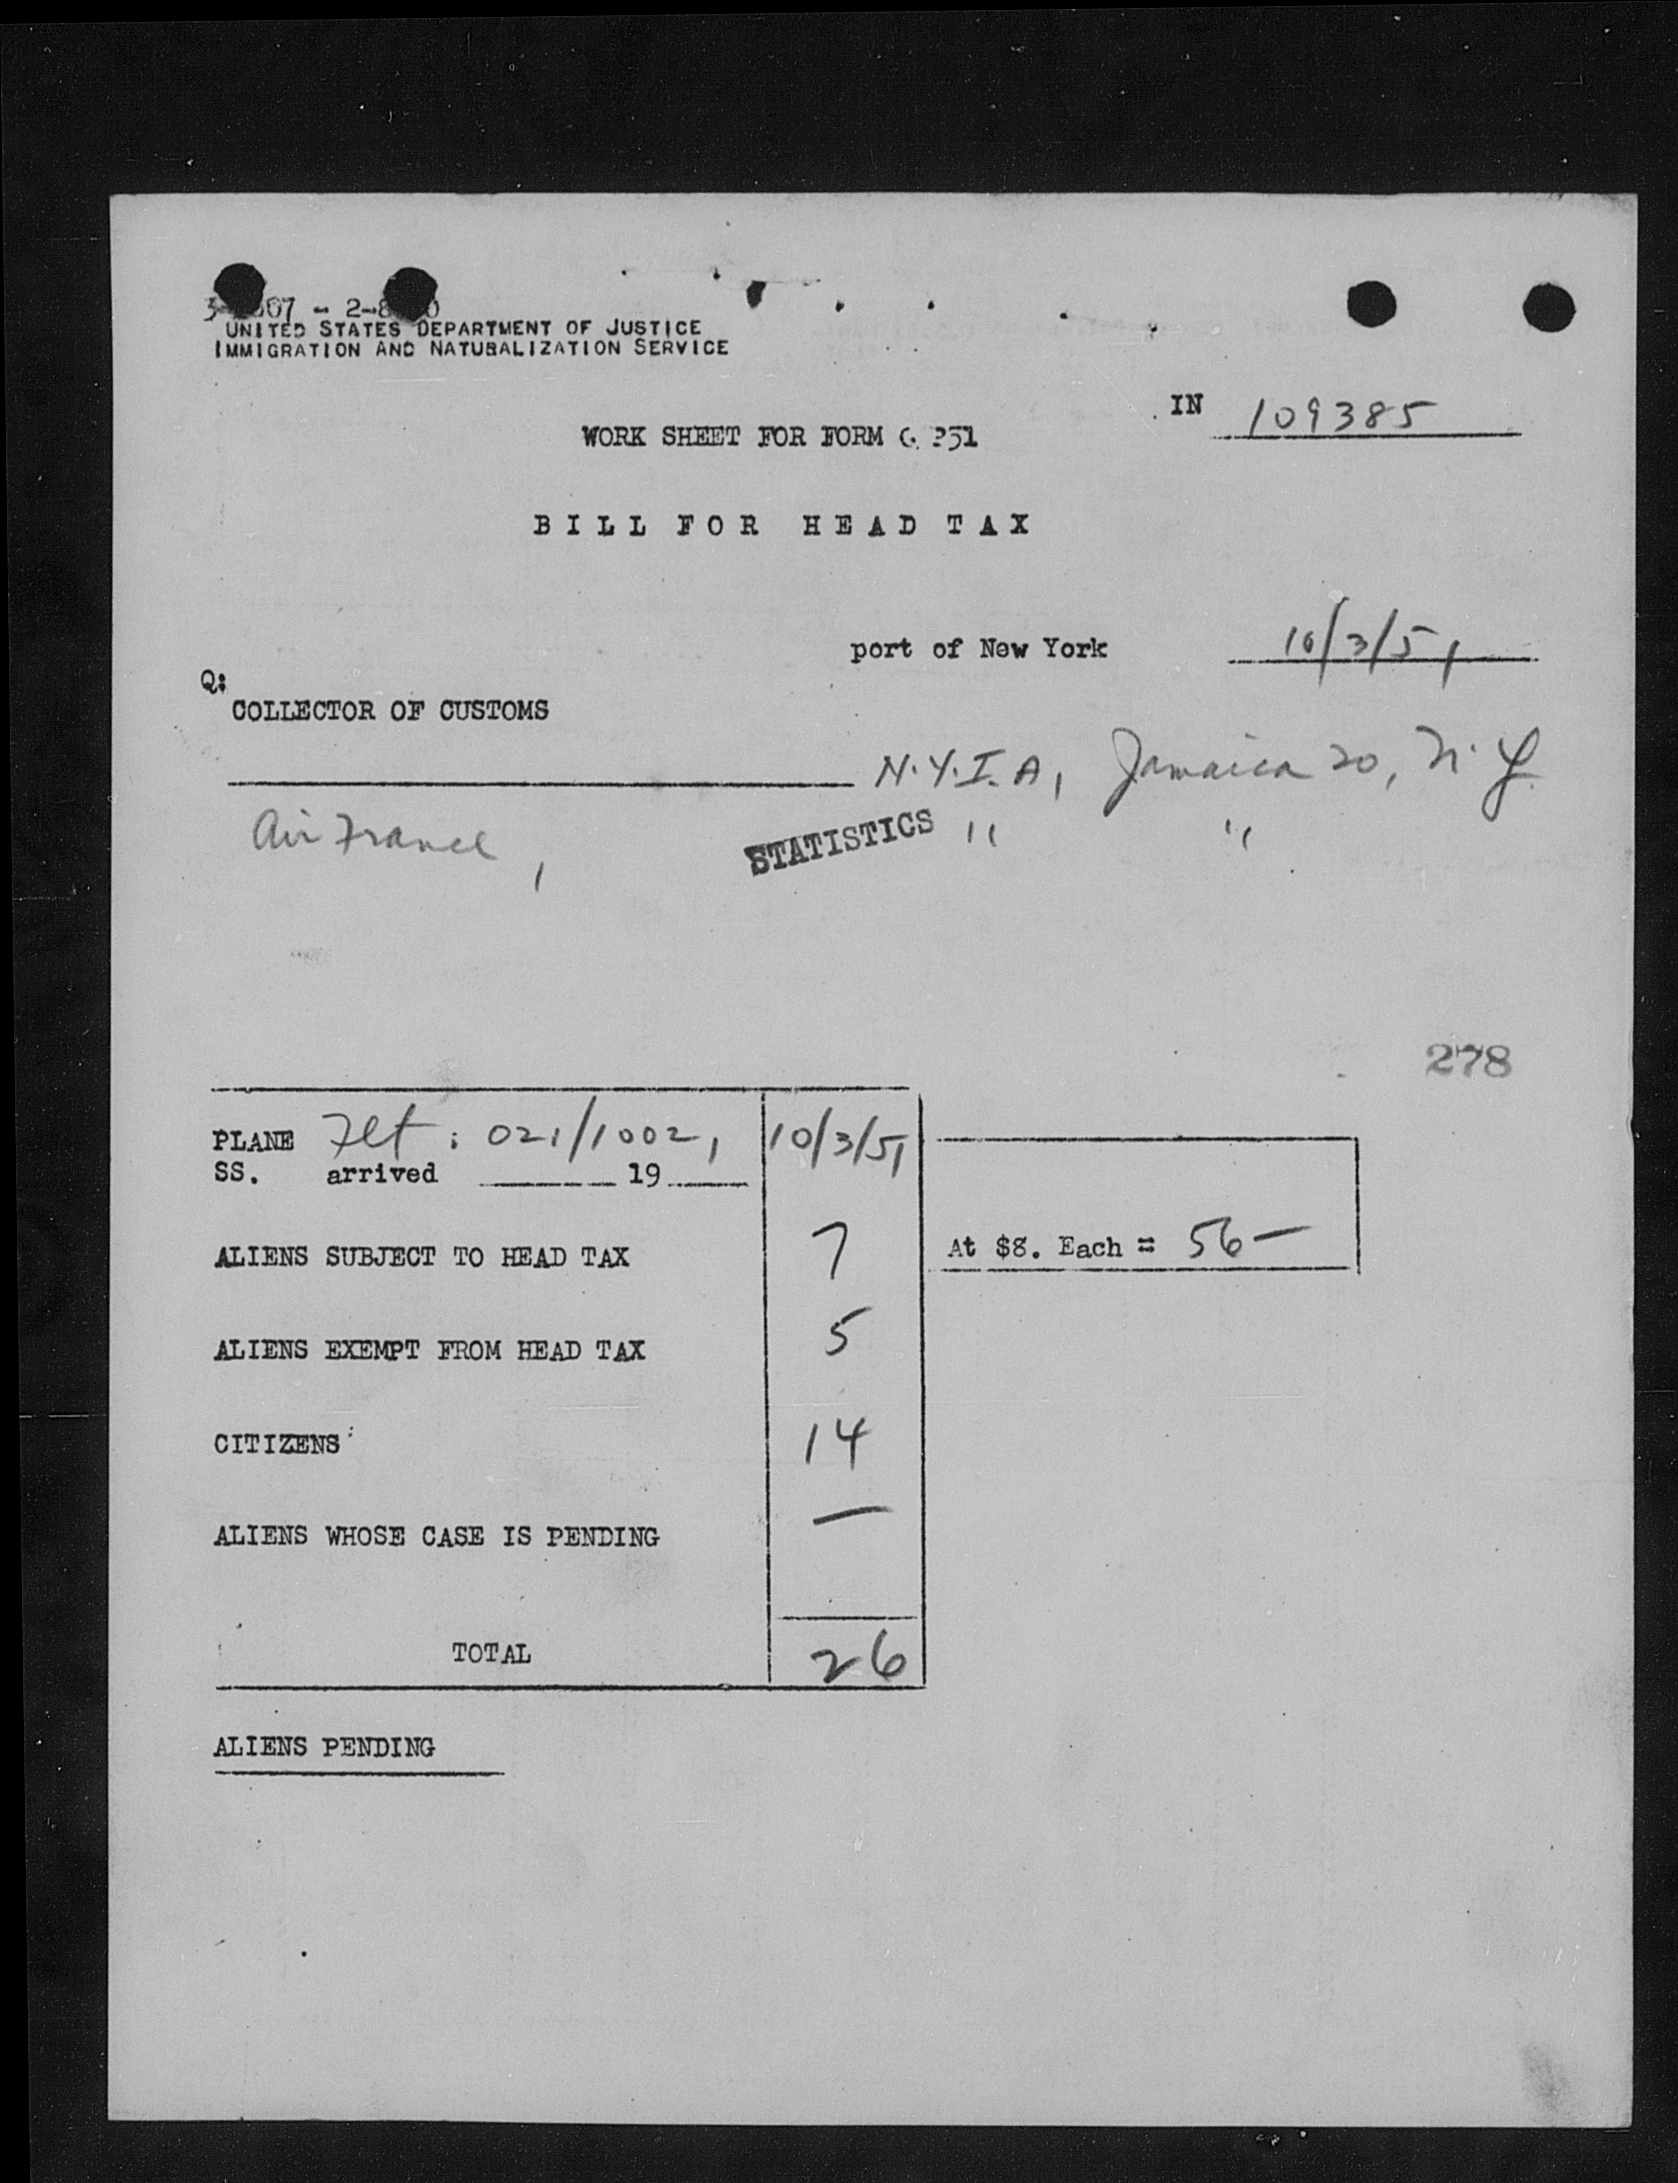 UNITED STATES DEPARTMENT OF JUSTICE
IMMIGRATION AND NATURALIZATION SERVICE
IN 109385
WORK SHEET FOR FORM G 251
BILL FOR HEAD TAX
port of New York 10/3/51
Q:
COLLECTOR OF CUSTOMS
N.Y.I.A, Jamaica 20, N.Y.
Air France, STATISTICS " "
278
PLANE Flt: 021/1002, 10/3/51
SS. arrived 19
ALIENS SUBJECT TO HEAD TAX 7 At $8. Each = 56 —
ALIENS EXEMPT FROM HEAD TAX 5
CITIZENS 14
ALIENS WHOSE CASE IS PENDING —
TOTAL 26
ALIENS PENDING